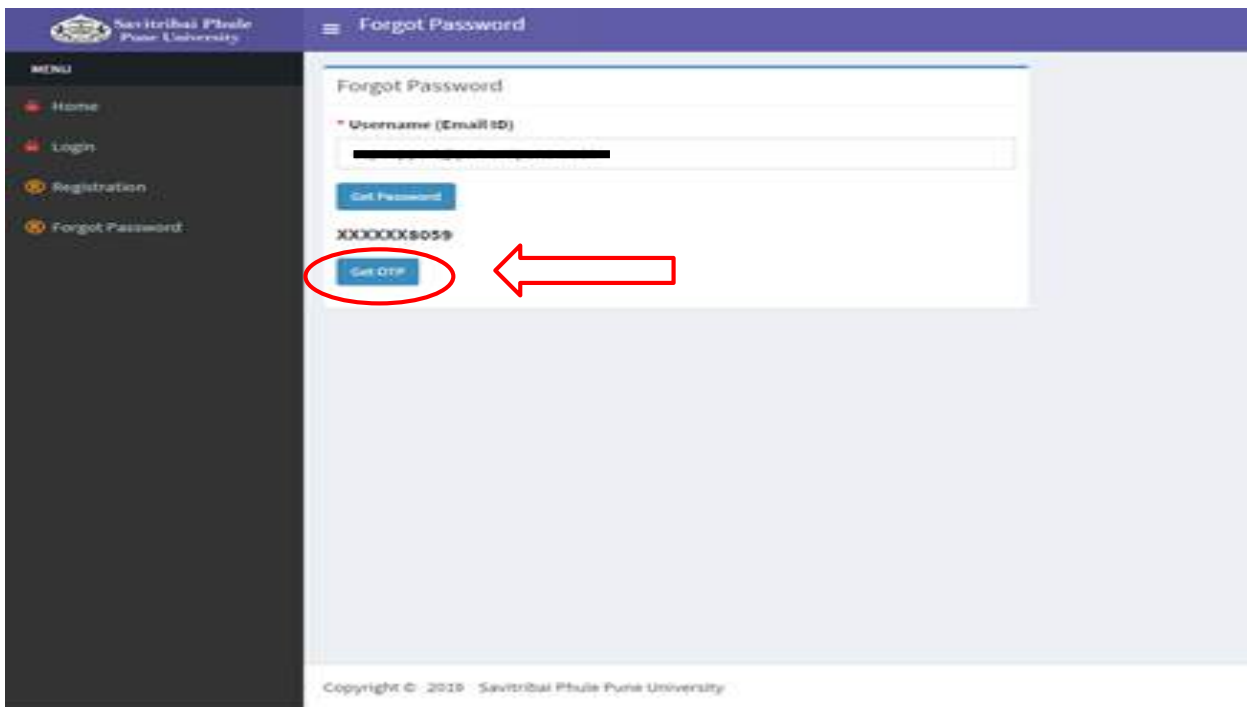 Savitribai Phule
Pune University
Forgot Password
MENU
Home
Login
Registration
Forgot Password
Forgot Password
* Username (Email ID)
Get Password
XXXXXX8059
Get OTP
Copyright © 2019 Savitribai Phule Pune University